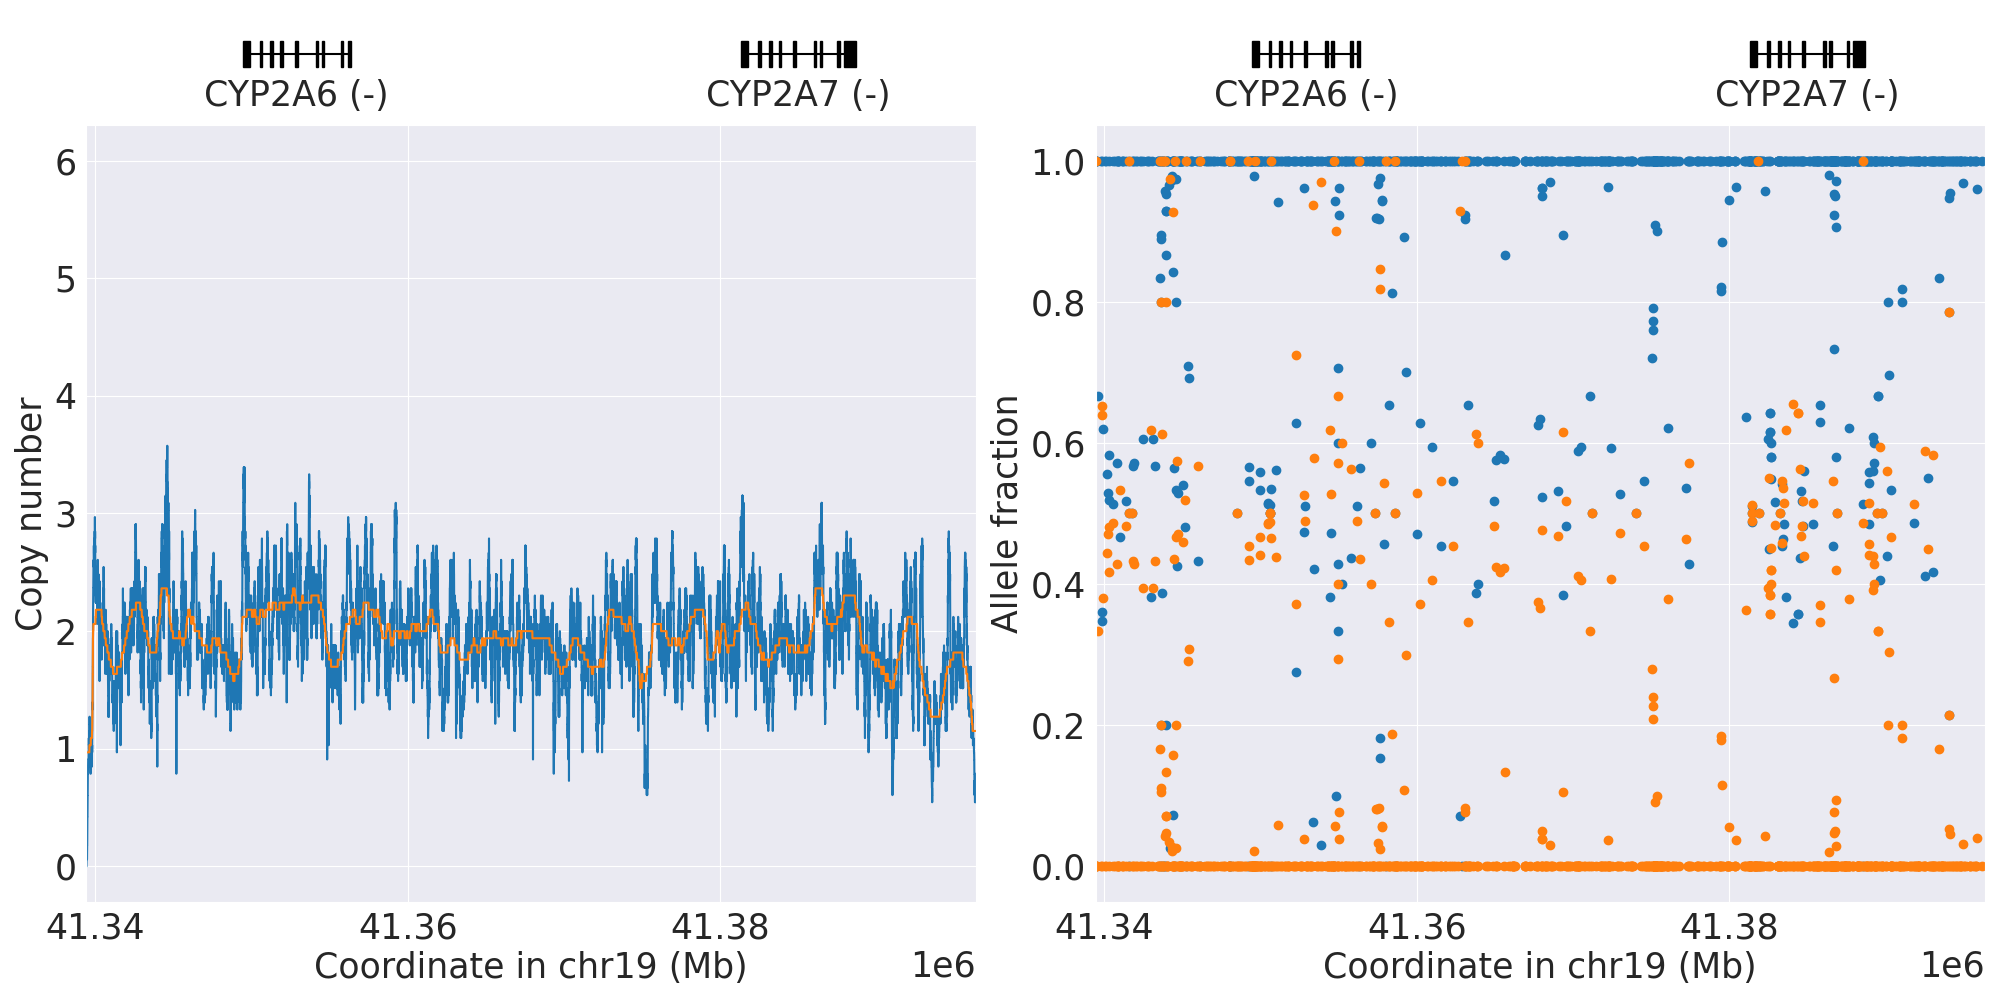 CYP2A6 (-)
CYP2A7 (-)
6
5
4
3
2
1
0
Copy number
41.34
41.36
41.38
Coordinate in chr19 (Mb)
1e6
CYP2A6 (-)
CYP2A7 (-)
1.0
0.8
0.6
0.4
0.2
0.0
Allele fraction
41.34
41.36
41.38
Coordinate in chr19 (Mb)
1e6